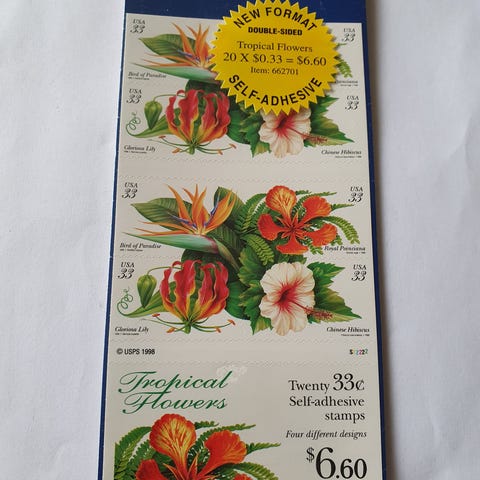 NEW FORMAT
DOUBLE-SIDED
Tropical Flowers
20 X $0.33 = $6.60
Item: 662701
SELF-ADHESIVE
USA
33
Bird of Paradise
USA
33
33
USA
Gloriosa Lily
Chinese Hibiscus
USA
33
USA
33
Bird of Paradise
Royal Poinciana
USA
33
USA
33
Gloriosa Lily
Chinese Hibiscus
© USPS 1998
Tropical
Flowers
Twenty 33¢
Self-adhesive
stamps
Four different designs
$6.60